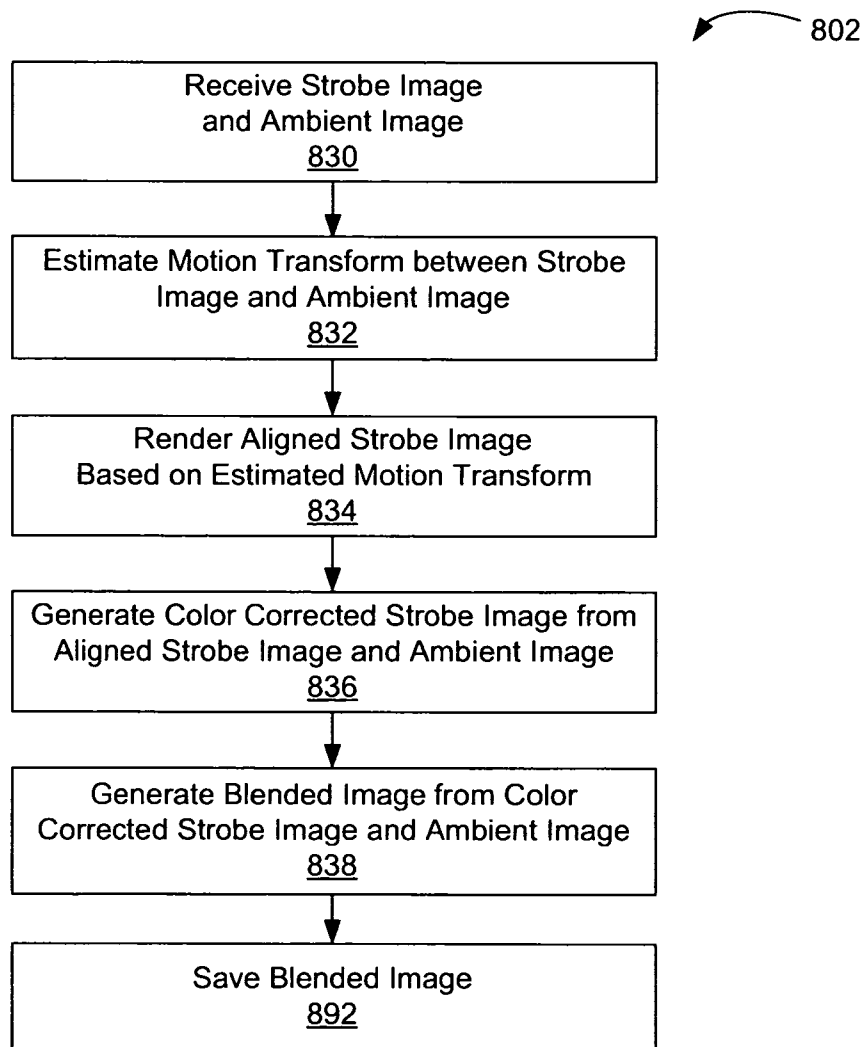 802
Receive Strobe Image
and Ambient Image
830
Estimate Motion Transform between Strobe
Image and Ambient Image
832
Render Aligned Strobe Image
Based on Estimated Motion Transform
834
Generate Color Corrected Strobe Image from
Aligned Strobe Image and Ambient Image
836
Generate Blended Image from Color
Corrected Strobe Image and Ambient Image
838
Save Blended Image
892